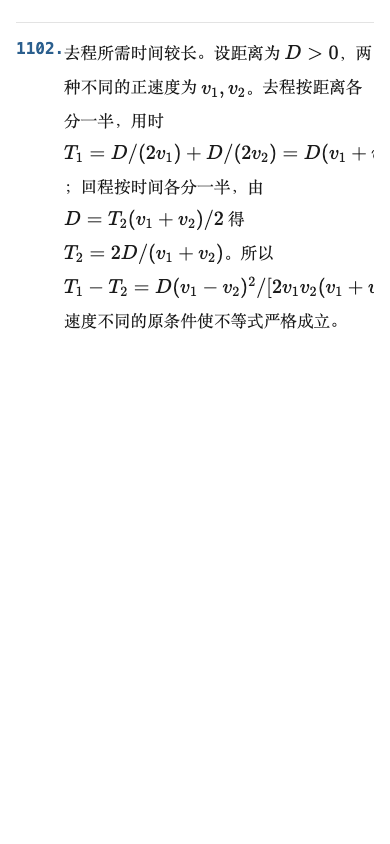 1102. 去程所需时间较长。设距离为 D > 0，两
种不同的正速度为 v₁, v₂。去程按距离各
分一半，用时
T₁ = D/(2v₁) + D/(2v₂) = D(v₁ +
；回程按时间各分一半，由
D = T₂(v₁ + v₂)/2 得
T₂ = 2D/(v₁ + v₂)。所以
T₁ − T₂ = D(v₁ − v₂)²/[2v₁v₂(v₁ +
速度不同的原条件使不等式严格成立。